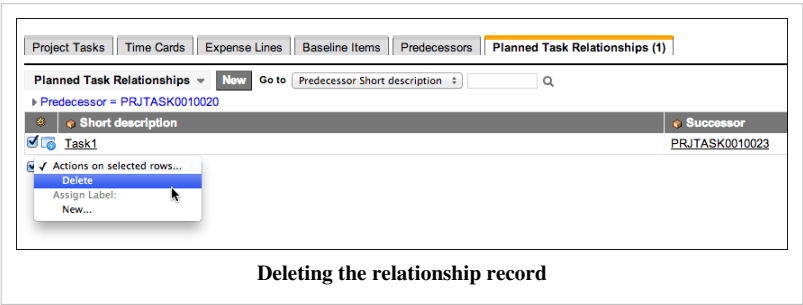 Project Tasks Time Cards Expense Lines Baseline Items Predecessors Planned Task Relationships (1)
Planned Task Relationships New Go to Predecessor Short description
Predecessor = PRJTASK0010020
Short description Successor
Task1 PRJTASK0010023
Actions on selected rows...
Delete
Assign Label:
New...
Deleting the relationship record